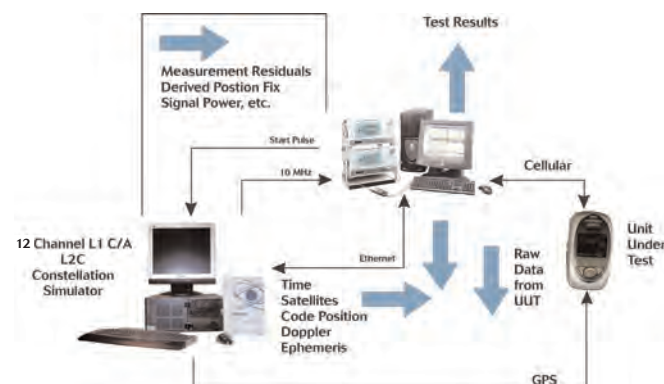 Test Results
Measurement Residuals
Derived Postion Fix
Signal Power, etc.
Start Pulse
10 MHz
Cellular
12 Channel L1 C/A
L2C
Constellation
Simulator
Ethernet
Time
Satellites
Code Position
Doppler
Ephemeris
Raw
Data
from
UUT
Unit
Under
Test
GPS